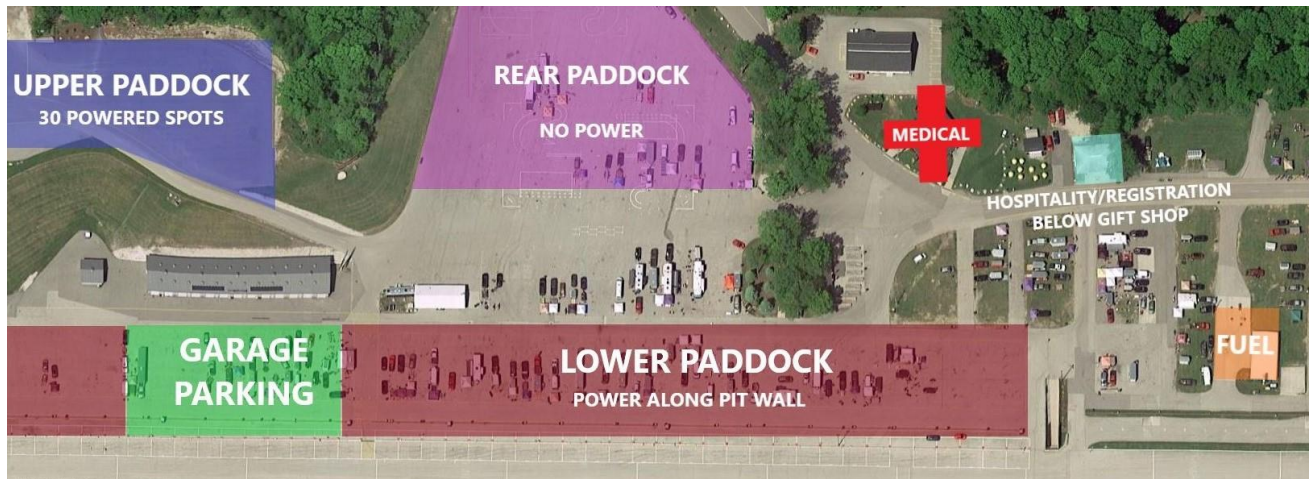 UPPER PADDOCK
30 POWERED SPOTS
REAR PADDOCK
NO POWER
MEDICAL
HOSPITALITY/REGISTRATION
BELOW GIFT SHOP
GARAGE
PARKING
LOWER PADDOCK
POWER ALONG PIT WALL
FUEL